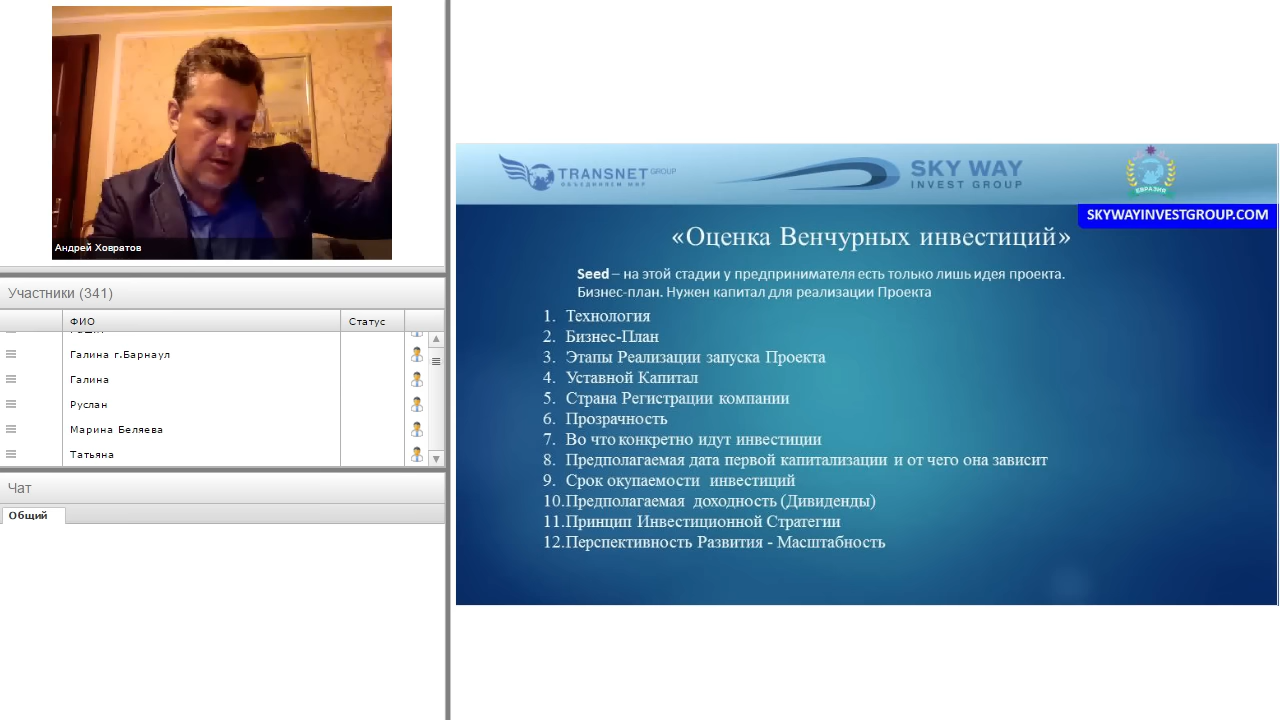 Андрей Ховратов
Участники (341)
ФИО
Статус
Галина г.Барнаул
Галина
Руслан
Марина Беляева
Татьяна
Чат
Общий
TRANSNET GROUP
ОБЪЕДИНЯЕМ МИР
SKY WAY
INVEST GROUP
ЕВРАЗИЯ
SKYWAYINVESTGROUP.COM
«Оценка Венчурных инвестиций»
Seed – на этой стадии у предпринимателя есть только лишь идея проекта.
Бизнес-план. Нужен капитал для реализации Проекта
1. Технология
2. Бизнес-План
3. Этапы Реализации запуска Проекта
4. Уставной Капитал
5. Страна Регистрации компании
6. Прозрачность
7. Во что конкретно идут инвестиции
8. Предполагаемая дата первой капитализации и от чего она зависит
9. Срок окупаемости инвестиций
10.Предполагаемая доходность (Дивиденды)
11.Принцип Инвестиционной Стратегии
12.Перспективность Развития - Масштабность